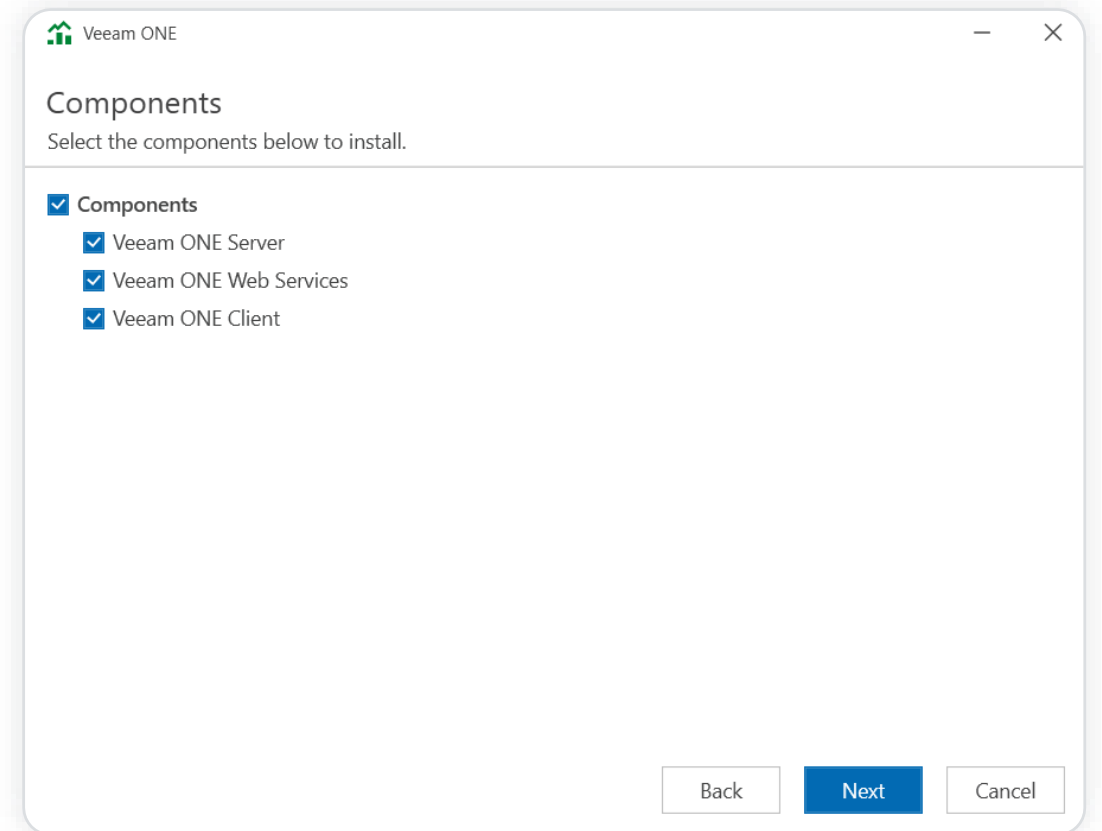 Veeam ONE
Components
Select the components below to install.
Components
Veeam ONE Server
Veeam ONE Web Services
Veeam ONE Client
Back Next Cancel